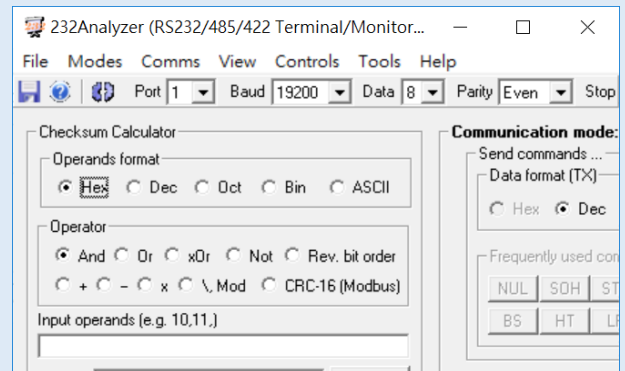 232Analyzer (RS232/485/422 Terminal/Monitor...
File Modes Comms View Controls Tools Help
Port 1 Baud 19200 Data 8 Parity Even Stop
Checksum Calculator
Operands format
Hex Dec Oct Bin ASCII
Operator
And Or xOr Not Rev. bit order
+ - x \, Mod CRC-16 (Modbus)
Input operands (e.g. 10,11,)
Communication mode:
Send commands ...
Data format (TX)
Hex Dec
Frequently used con
NUL SOH ST
BS HT LF